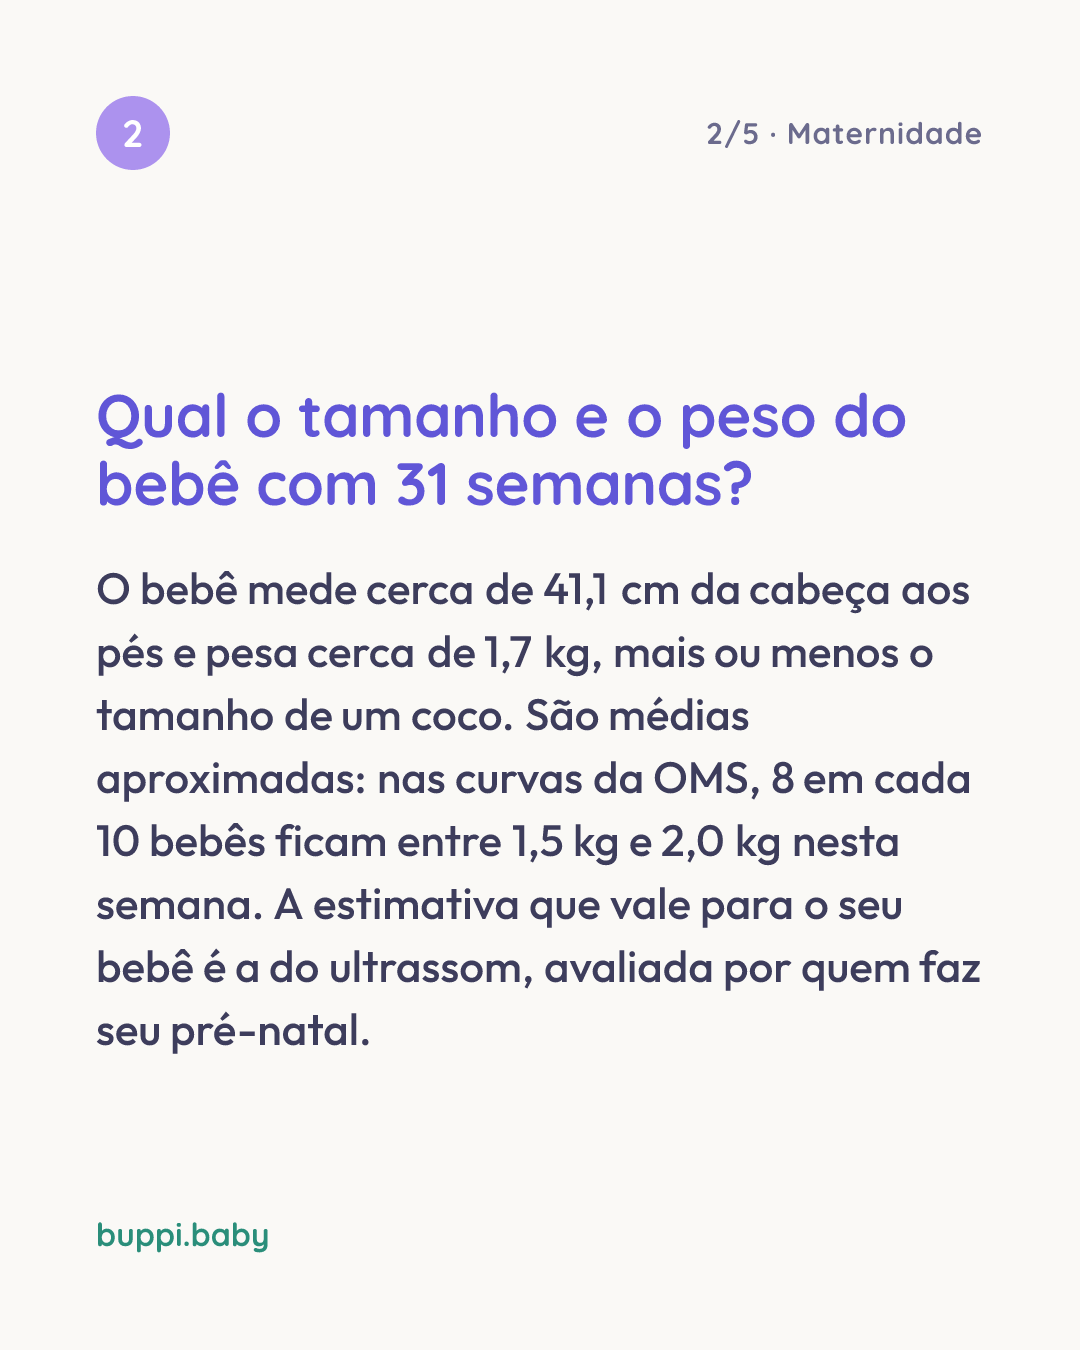 2
2/5 · Maternidade
Qual o tamanho e o peso do
bebê com 31 semanas?
O bebê mede cerca de 41,1 cm da cabeça aos
pés e pesa cerca de 1,7 kg, mais ou menos o
tamanho de um coco. São médias
aproximadas: nas curvas da OMS, 8 em cada
10 bebês ficam entre 1,5 kg e 2,0 kg nesta
semana. A estimativa que vale para o seu
bebê é a do ultrassom, avaliada por quem faz
seu pré-natal.
buppi.baby